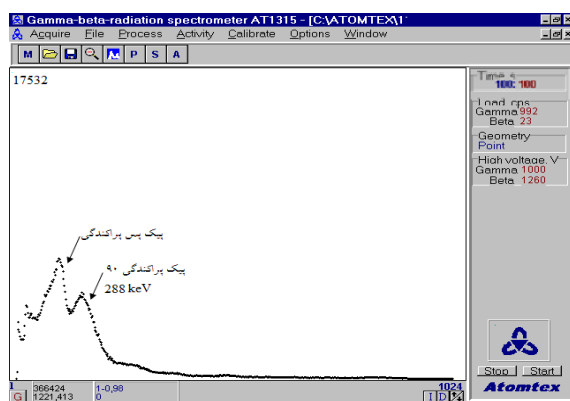 Gamma-beta-radiation spectrometer AT1315 - [C:\ATOMTEX\1'
Acquire File Process Activity Calibrate Options Window
M P S A
17532
Time, s
100: 100
Load, cps
Gamma 992
Beta 23
Geometry
Point
High voltage, V
Gamma 1000
Beta 1260
پیک پس پراکندگی
پیک پراکندگی ۹۰
288 keV
Stop Start
Atomtex
1 1024
G 366424 1-0,98
1221,413 0 I D %